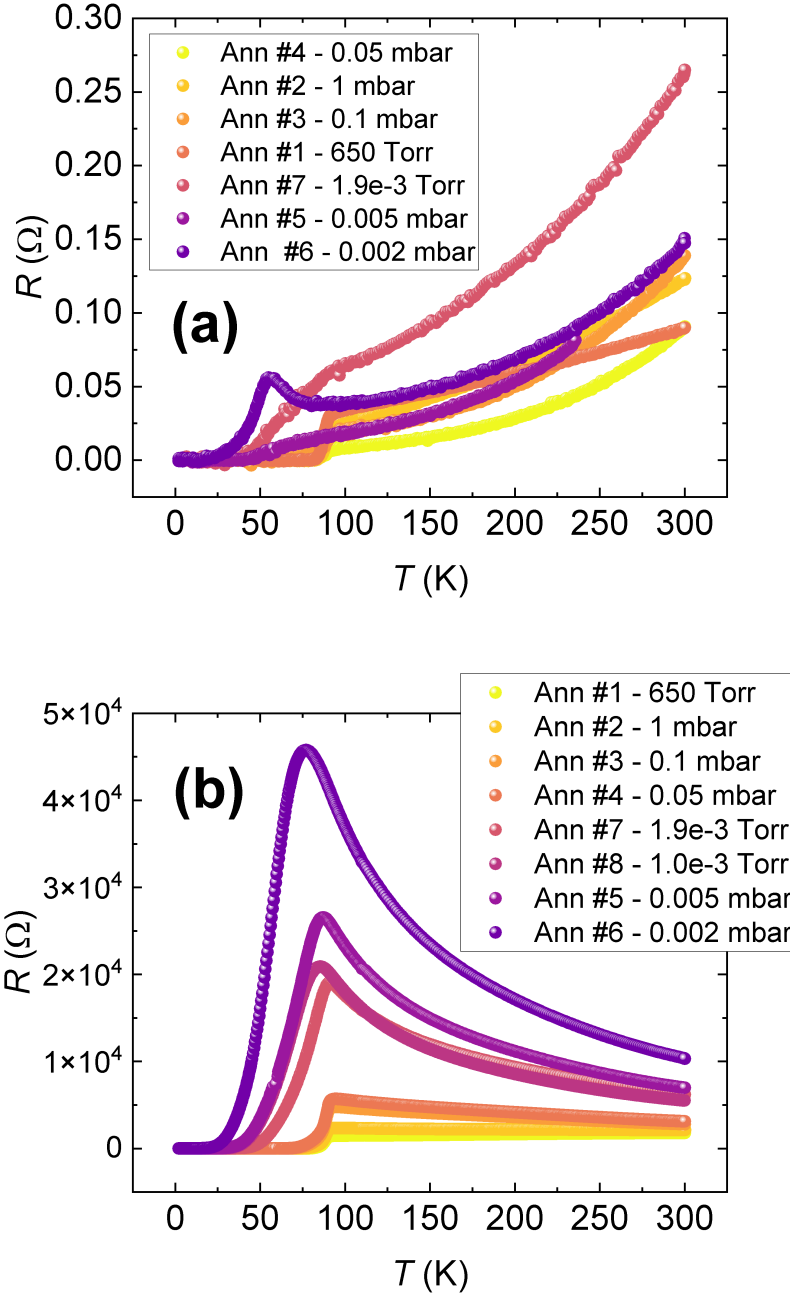 0.30
0.25
0.20
0.15
0.10
0.05
0.00
R (Ω)
Ann #4 - 0.05 mbar
Ann #2 - 1 mbar
Ann #3 - 0.1 mbar
Ann #1 - 650 Torr
Ann #7 - 1.9e-3 Torr
Ann #5 - 0.005 mbar
Ann #6 - 0.002 mbar
(a)
0 50 100 150 200 250 300
T (K)
5×10⁴
4×10⁴
3×10⁴
2×10⁴
1×10⁴
0
R (Ω)
Ann #1 - 650 Torr
Ann #2 - 1 mbar
Ann #3 - 0.1 mbar
Ann #4 - 0.05 mbar
Ann #7 - 1.9e-3 Torr
Ann #8 - 1.0e-3 Torr
Ann #5 - 0.005 mbar
Ann #6 - 0.002 mbar
(b)
0 50 100 150 200 250 300
T (K)